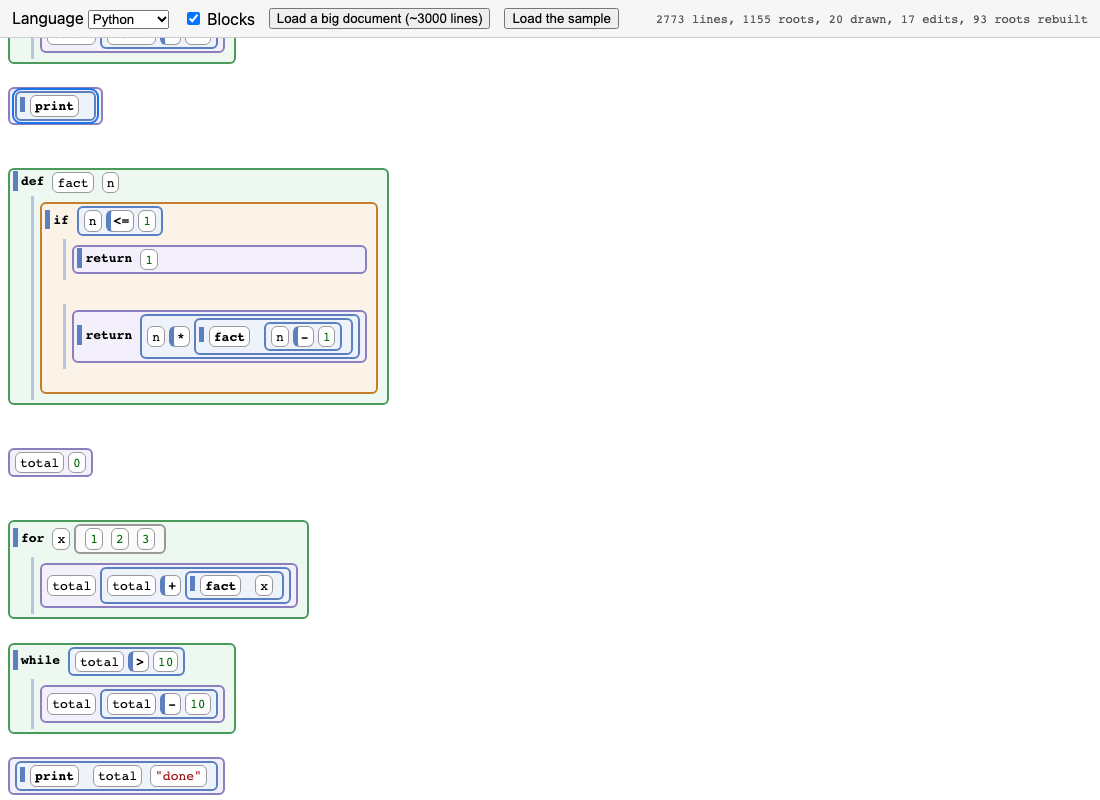 Language Python Blocks Load a big document (~3000 lines) Load the sample 2773 lines, 1155 roots, 20 drawn, 17 edits, 93 roots rebuilt
print
def fact n
if n <= 1
return 1
return n * fact n - 1
total 0
for x 1 2 3
total total + fact x
while total > 10
total total - 10
print total "done"